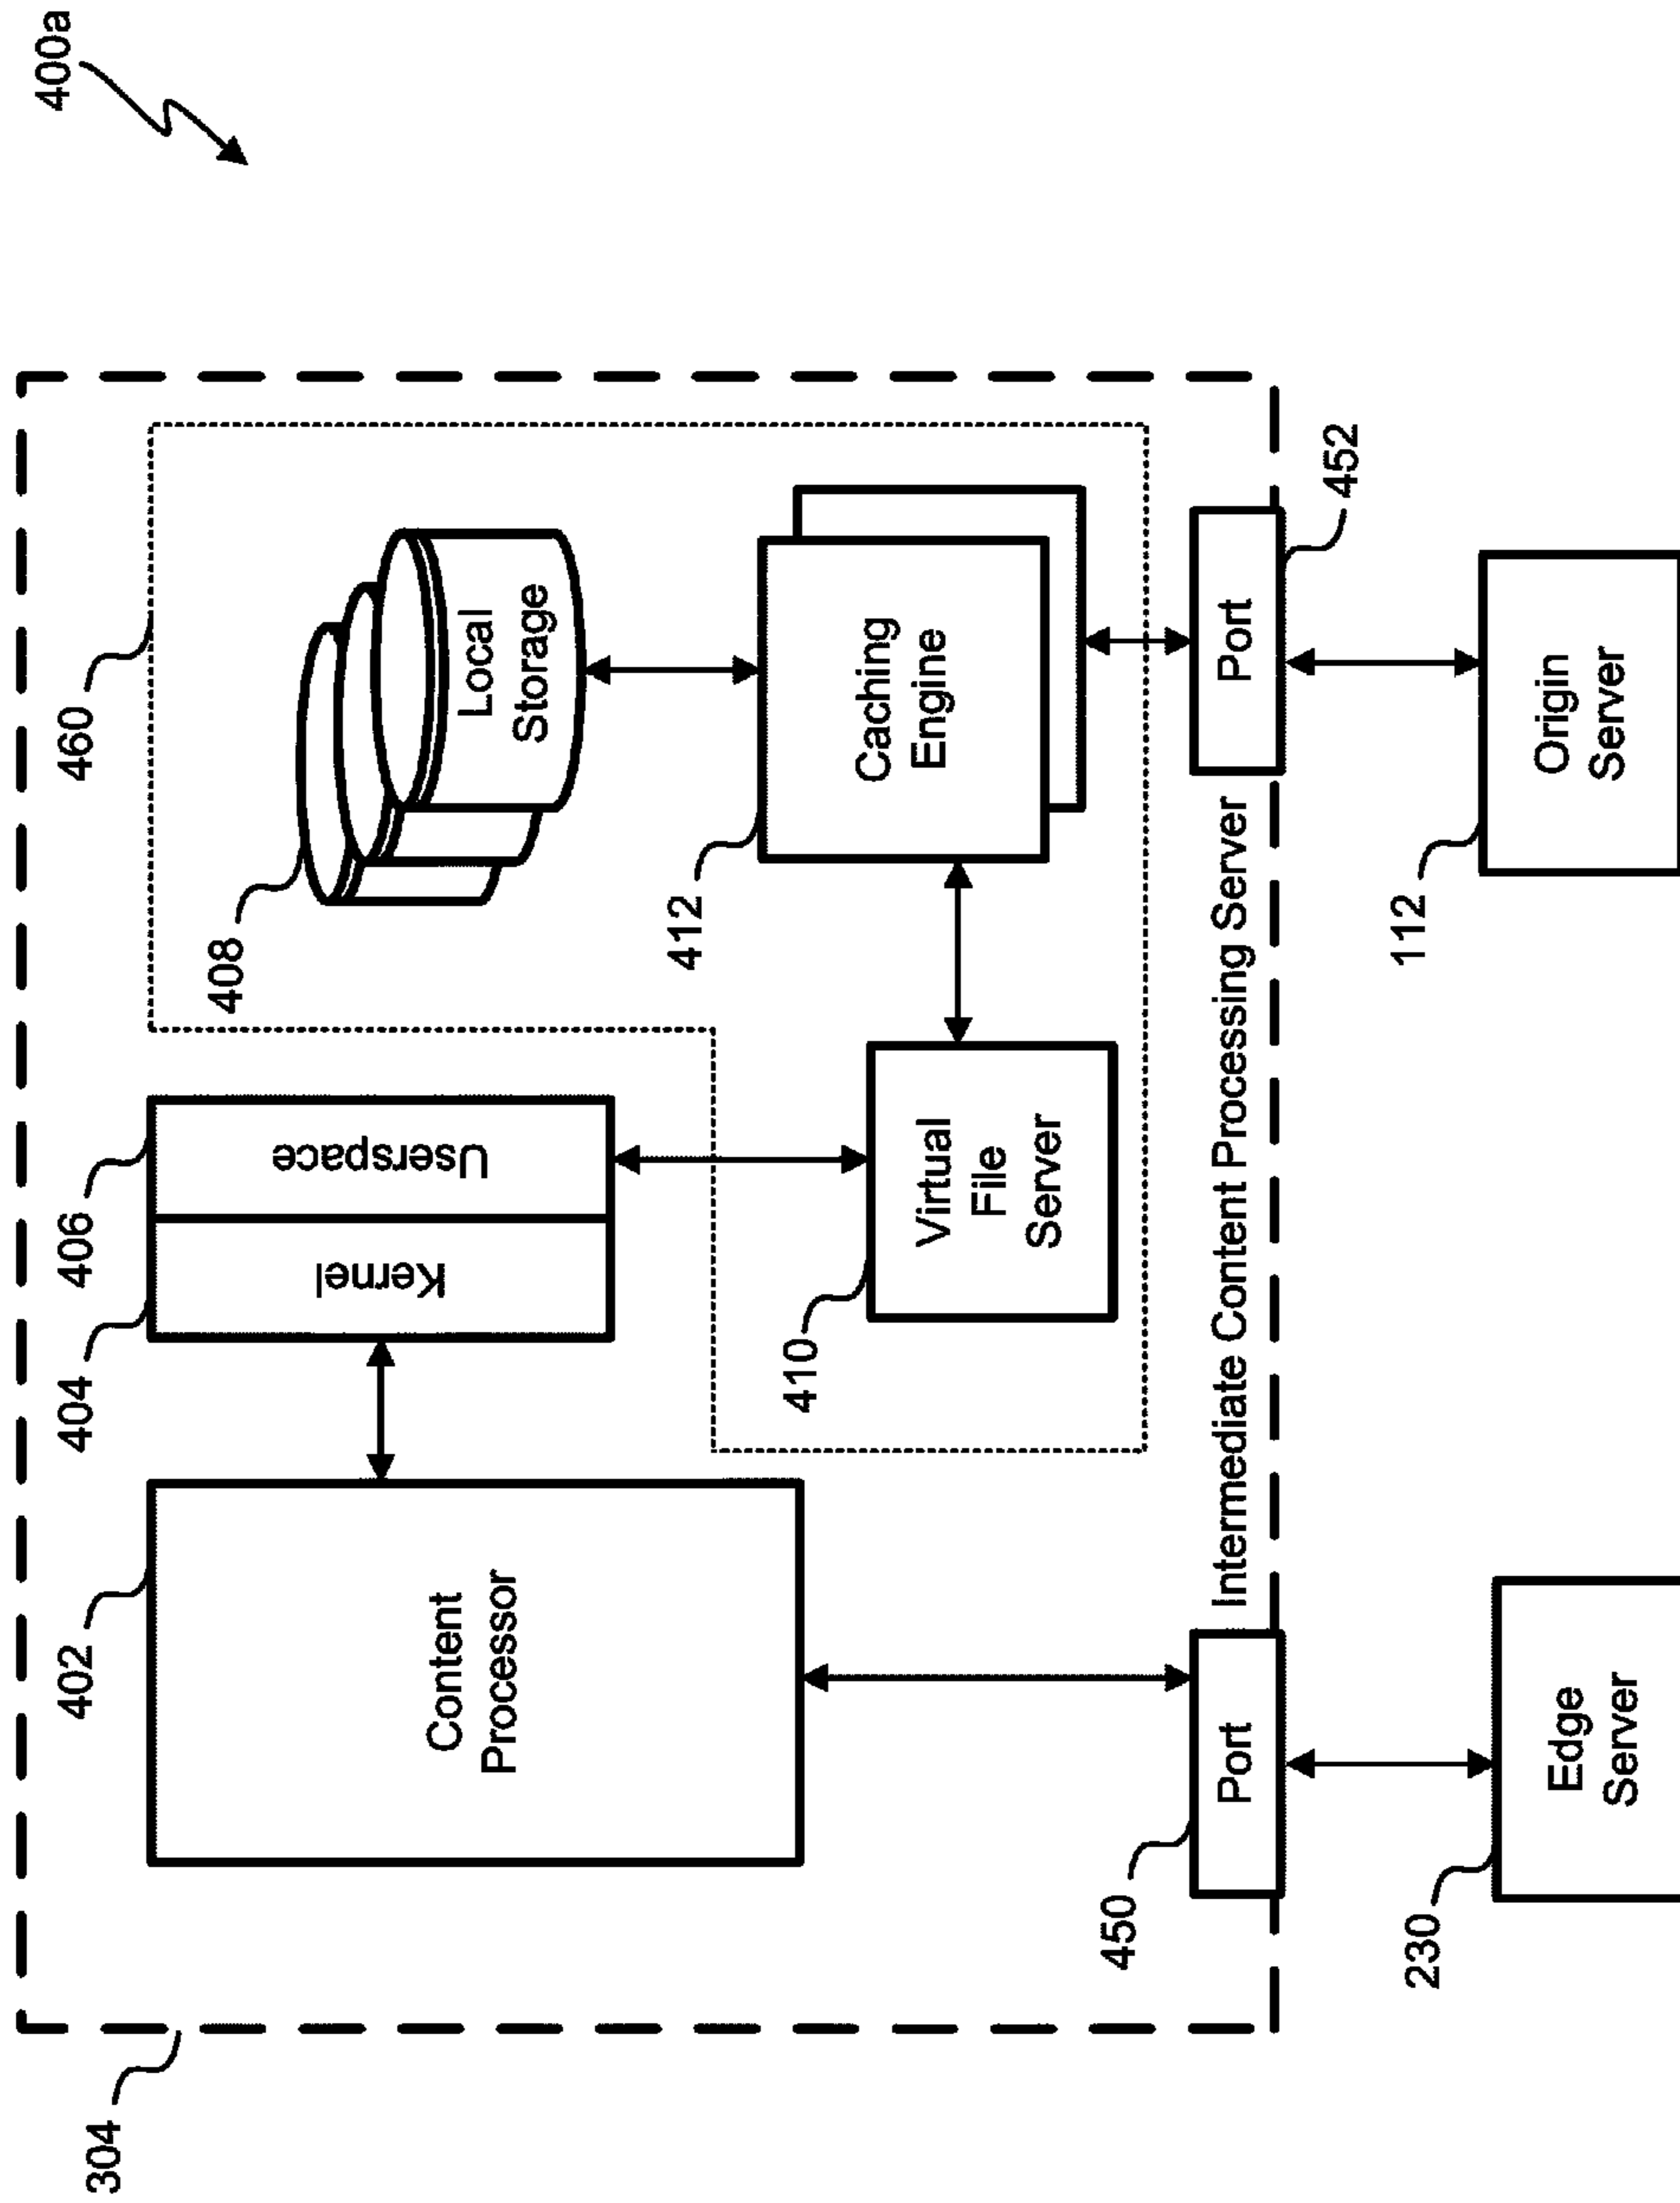 400a
304
402
404
406
460
Content
Processor
Kernel
Userspace
408
Local
Storage
410
Virtual
File
Server
412
Caching
Engine
450
Port
Intermediate Content Processing Server
Port
452
230
Edge
Server
112
Origin
Server